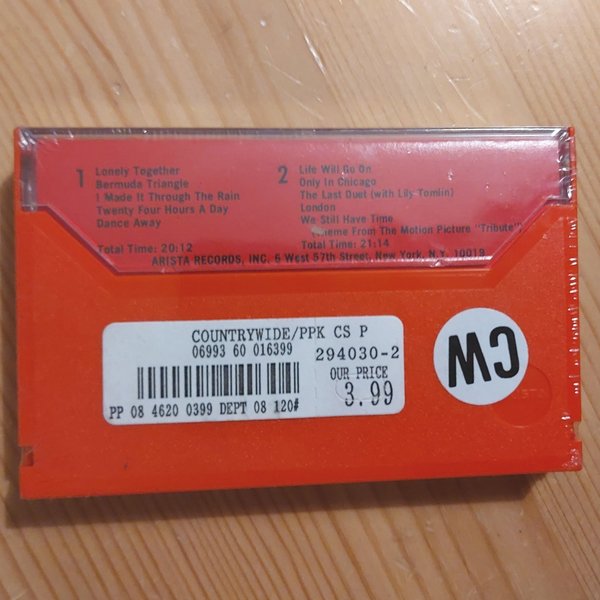 1
Lonely Together
Bermuda Triangle
I Made It Through The Rain
Twenty Four Hours A Day
Dance Away
Total Time: 20:12
2
Life Will Go On
Only In Chicago
The Last Duet (with Lily Tomlin)
London
We Still Have Time
(Theme From The Motion Picture "Tribute")
Total Time: 21:14
ARISTA RECORDS, INC. 6 West 57th Street, New York, N.Y. 10019
COUNTRYWIDE/PPK CS P
06993 60 016399
294030-2
OUR PRICE
3.99
PP 08 4620 0399 DEPT 08 120#
CW